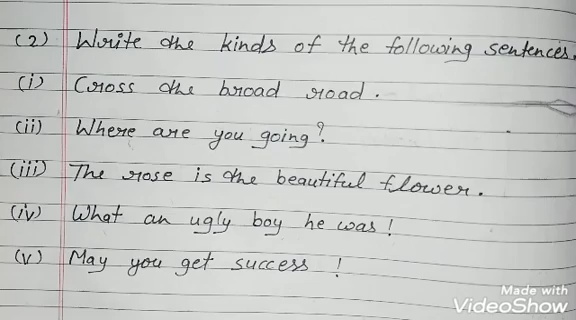 (2) Write the kinds of the following sentences.
(i) Cross the broad road.
(ii) Where are you going?
(iii) The rose is the beautiful flower.
(iv) What an ugly boy he was!
(v) May you get success!
Made with
VideoShow